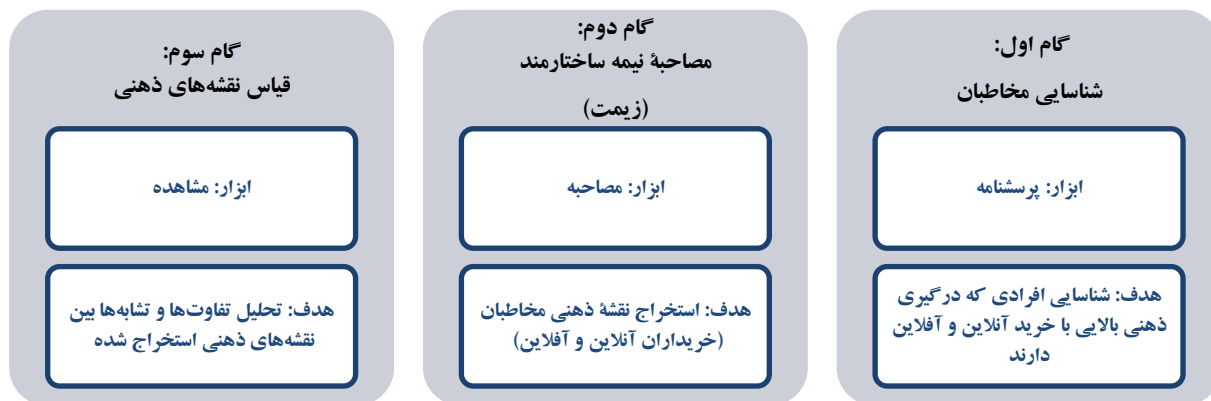 گام اول:
شناسایی مخاطبان
ابزار: پرسشنامه
هدف: شناسایی افرادی که درگیری
ذهنی بالایی با خرید آنلاین و آفلاین
دارند
گام دوم:
مصاحبۀ نیمه ساختارمند
(زیمت)
ابزار: مصاحبه
هدف: استخراج نقشۀ ذهنی مخاطبان
(خریداران آنلاین و آفلاین)
گام سوم:
قیاس نقشه‌های ذهنی
ابزار: مشاهده
هدف: تحلیل تفاوت‌ها و تشابه‌ها بین
نقشه‌های ذهنی استخراج شده